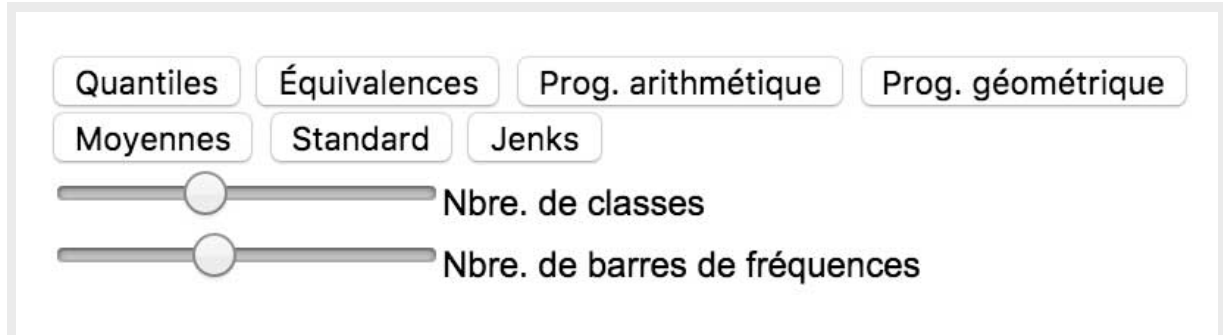 Quantiles Équivalences Prog. arithmétique Prog. géométrique
Moyennes Standard Jenks
Nbre. de classes
Nbre. de barres de fréquences